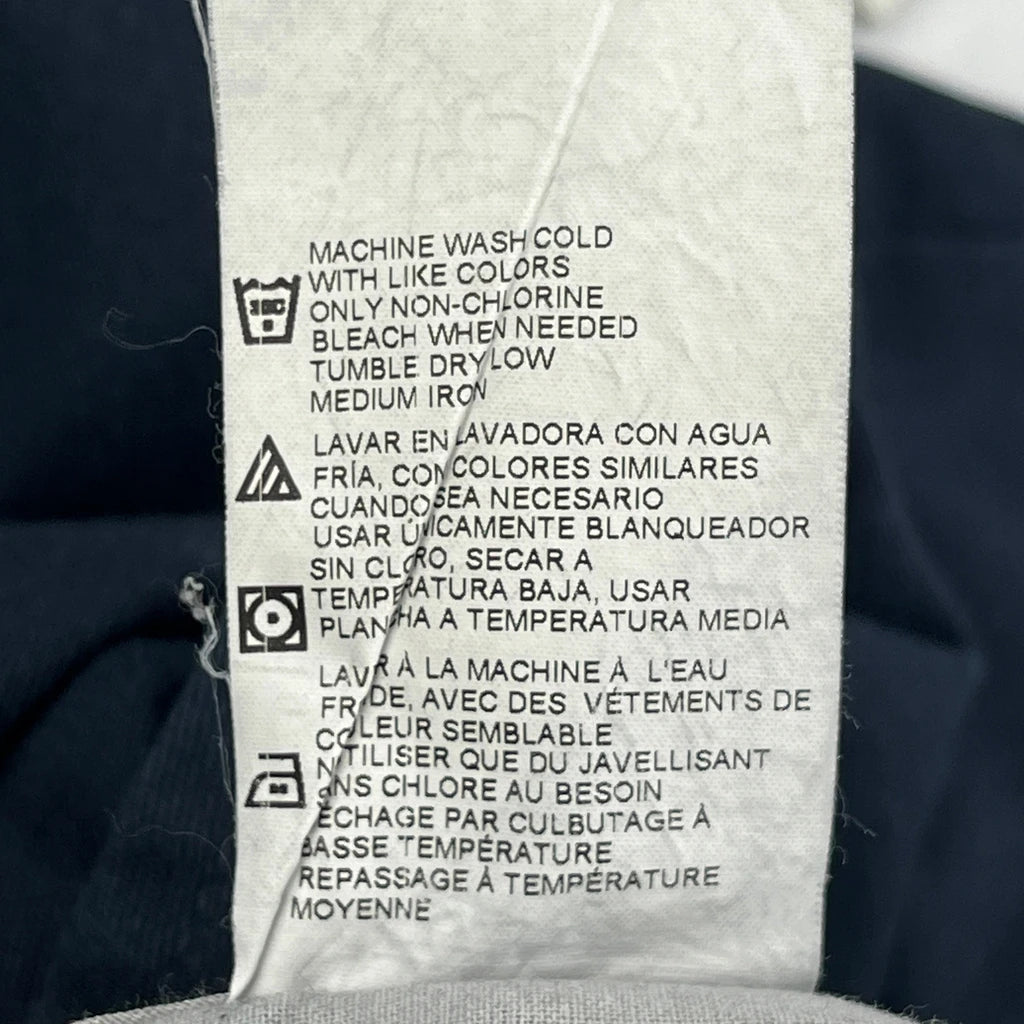 MACHINE WASH COLD
WITH LIKE COLORS
ONLY NON-CHLORINE
BLEACH WHEN NEEDED
TUMBLE DRY LOW
MEDIUM IRON
LAVAR EN LAVADORA CON AGUA
FRÍA, CON COLORES SIMILARES
CUANDO SEA NECESARIO
USAR ÚNICAMENTE BLANQUEADOR
SIN CLORO, SECAR A
TEMPERATURA BAJA, USAR
PLANCHA A TEMPERATURA MEDIA
LAVER À LA MACHINE À L'EAU
FROIDE, AVEC DES VÉTEMENTS DE
COULEUR SEMBLABLE
N'UTILISER QUE DU JAVELLISANT
SANS CHLORE AU BESOIN
SÉCHAGE PAR CULBUTAGE À
BASSE TEMPÉRATURE
REPASSAGE À TEMPÉRATURE
MOYENNE